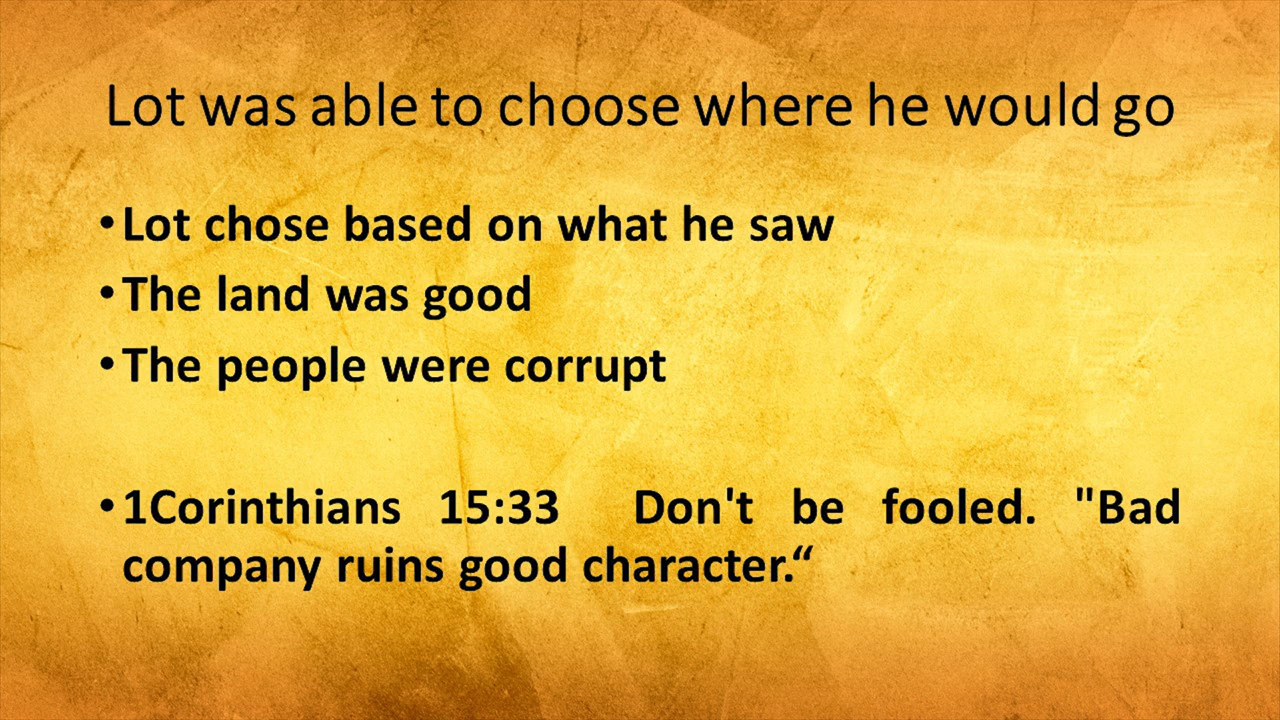 Lot was able to choose where he would go
• Lot chose based on what he saw
• The land was good
• The people were corrupt
• 1Corinthians 15:33 Don't be fooled. "Bad
company ruins good character.“